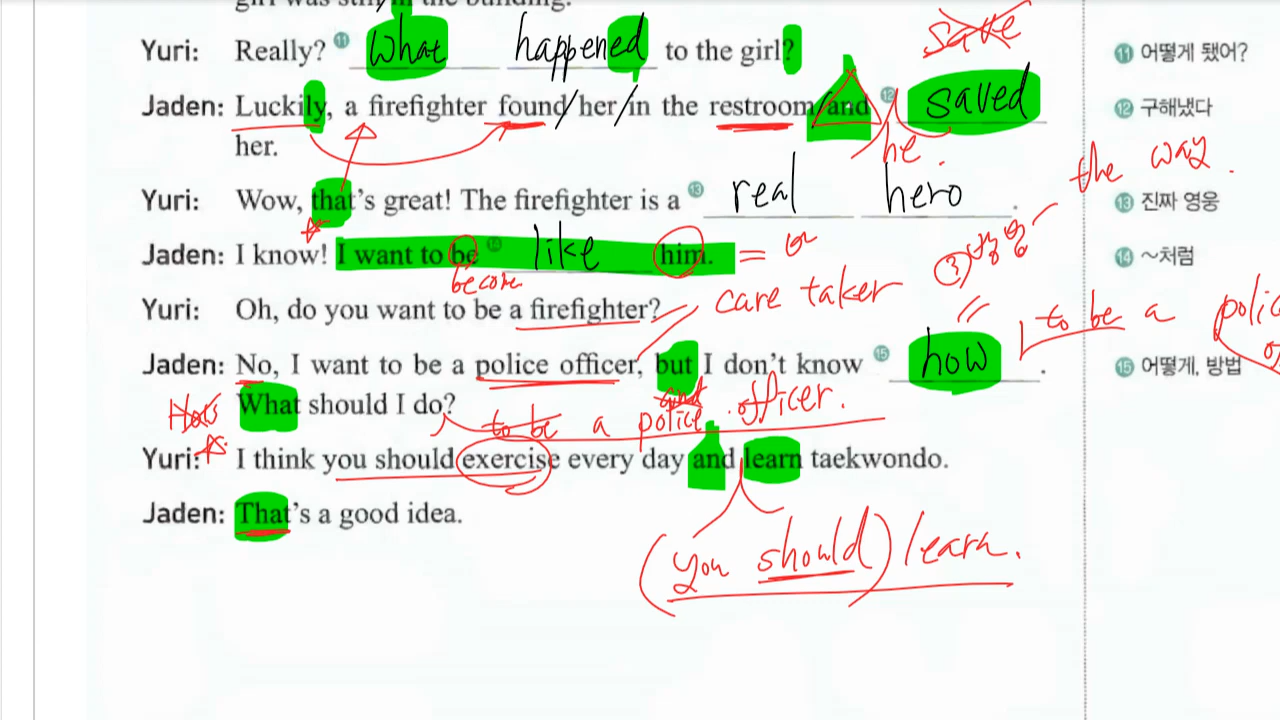 girl was still/in the building.
save
Yuri: Really? ⑪ what happened to the girl? ⑪ 어떻게 됐어?
Jaden: Luckily, a firefighter found/her/in the restroom/and ⑫ saved ⑫ 구해냈다
her. he
the way.
Yuri: Wow, that's great! The firefighter is a ⑬ real hero. ⑬ 진짜 영웅
Jaden: I know! I want to be ⑭ like him. = ⑭ ~처럼
become
care taker
Yuri: Oh, do you want to be a firefighter?
to be a
Jaden: No, I want to be a police officer, but I don't know ⑮ how. ⑮ 어떻게, 방법
What should I do?
to be a police officer.
Yuri: I think you should exercise every day and learn taekwondo.
Jaden: That's a good idea.
(you should) learn.